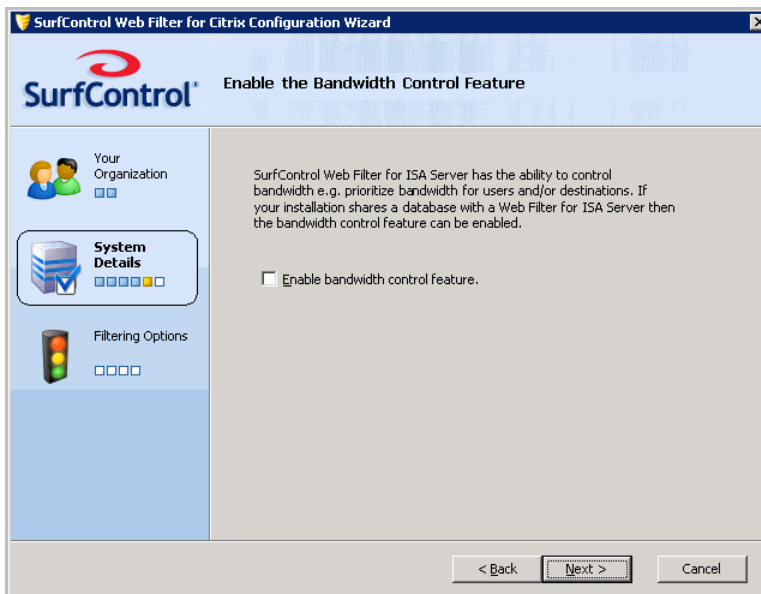 SurfControl Web Filter for Citrix Configuration Wizard
SurfControl
Enable the Bandwidth Control Feature
Your
Organization
System
Details
Filtering Options
SurfControl Web Filter for ISA Server has the ability to control
bandwidth e.g. prioritize bandwidth for users and/or destinations. If
your installation shares a database with a Web Filter for ISA Server then
the bandwidth control feature can be enabled.
Enable bandwidth control feature.
< Back
Next >
Cancel